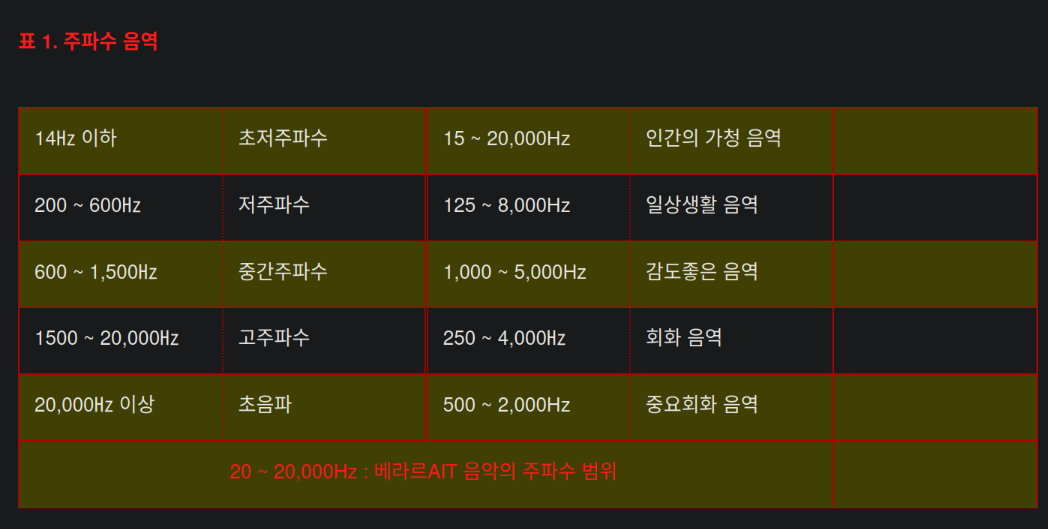 표 1. 주파수 음역
14Hz 이하 초저주파수 15 ~ 20,000Hz 인간의 가청 음역
200 ~ 600Hz 저주파수 125 ~ 8,000Hz 일상생활 음역
600 ~ 1,500Hz 중간주파수 1,000 ~ 5,000Hz 감도좋은 음역
1500 ~ 20,000Hz 고주파수 250 ~ 4,000Hz 회화 음역
20,000Hz 이상 초음파 500 ~ 2,000Hz 중요회화 음역
20 ~ 20,000Hz : 베라르AIT 음악의 주파수 범위